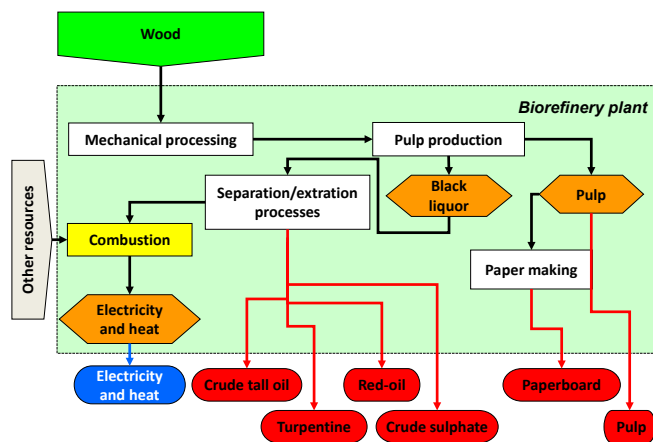 Wood
Biorefinery plant
Mechanical processing
Pulp production
Other resources
Separation/extration
processes
Black
liquor
Pulp
Combustion
Paper making
Electricity
and heat
Electricity
and heat
Crude tall oil
Red-oil
Paperboard
Turpentine
Crude sulphate
Pulp